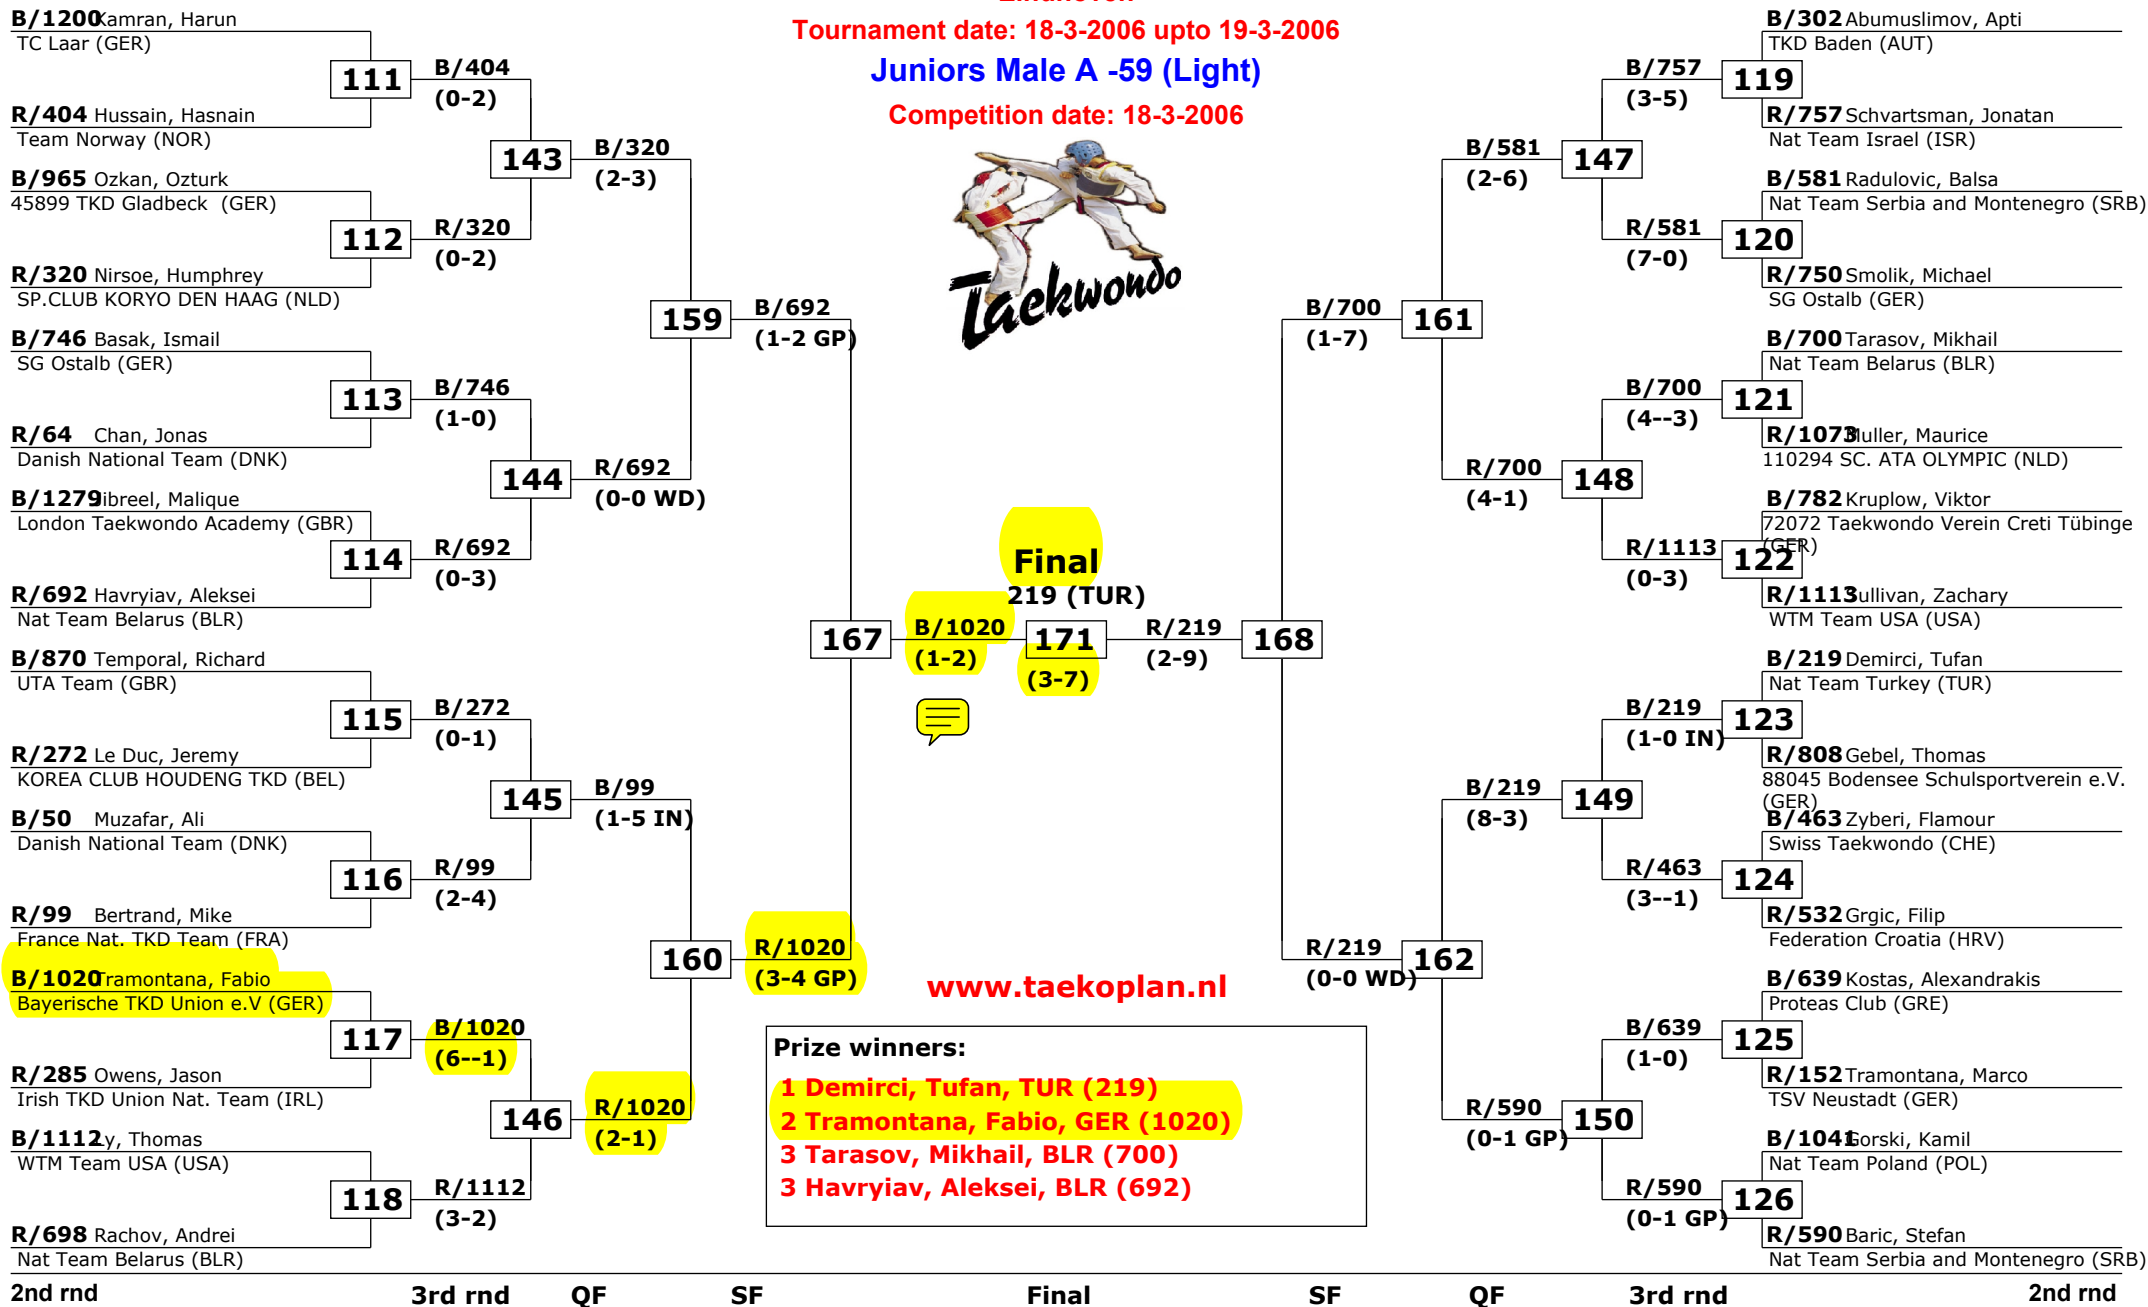 Tournament date: 18-3-2006 upto 19-3-2006
Juniors Male A -59 (Light)
Competition date: 18-3-2006
Taekwondo
B/1200 Kamran, Harun
TC Laar (GER)
111
R/404 Hussain, Hasnain
Team Norway (NOR)
B/965 Ozkan, Ozturk
45899 TKD Gladbeck (GER)
112
R/320 Nirsoe, Humphrey
SP.CLUB KORYO DEN HAAG (NLD)
B/746 Basak, Ismail
SG Ostalb (GER)
113
R/64 Chan, Jonas
Danish National Team (DNK)
B/1279 ibreel, Malique
London Taekwondo Academy (GBR)
114
R/692 Havryiav, Aleksei
Nat Team Belarus (BLR)
B/870 Temporal, Richard
UTA Team (GBR)
115
R/272 Le Duc, Jeremy
KOREA CLUB HOUDENG TKD (BEL)
B/50 Muzafar, Ali
Danish National Team (DNK)
116
R/99 Bertrand, Mike
France Nat. TKD Team (FRA)
B/1020 Tramontana, Fabio
Bayerische TKD Union e.V (GER)
117
R/285 Owens, Jason
Irish TKD Union Nat. Team (IRL)
B/1112 Ly, Thomas
WTM Team USA (USA)
118
R/698 Rachov, Andrei
Nat Team Belarus (BLR)
B/404
(0-2)
143
R/320
(0-2)
B/746
(1-0)
144
R/692
(0-3)
B/272
(0-1)
145
R/99
(2-4)
B/1020
(6--1)
146
R/1112
(3-2)
B/320
(2-3)
159
R/692
(0-0 WD)
B/99
(1-5 IN)
160
R/1020
(2-1)
B/692
(1-2 GP)
167
R/1020
(3-4 GP)
Final
219 (TUR)
B/1020
(1-2)
171
(3-7)
R/219
(2-9)
168
B/700
(1-7)
161
R/219
(0-0 WD)
162
B/581
(2-6)
147
R/700
(4-1)
148
B/219
(8-3)
149
R/590
(0-1 GP)
150
B/757
(3-5)
119
R/581
(7-0)
120
B/700
(4--3)
121
R/1113
(0-3)
122
B/219
(1-0 IN)
123
R/463
(3--1)
124
B/639
(1-0)
125
R/590
(0-1 GP)
126
B/302 Abumuslimov, Apti
TKD Baden (AUT)
R/757 Schvartsman, Jonatan
Nat Team Israel (ISR)
B/581 Radulovic, Balsa
Nat Team Serbia and Montenegro (SRB)
R/750 Smolik, Michael
SG Ostalb (GER)
B/700 Tarasov, Mikhail
Nat Team Belarus (BLR)
R/1073 Muller, Maurice
110294 SC. ATA OLYMPIC (NLD)
B/782 Kruplow, Viktor
72072 Taekwondo Verein Creti Tübinge
(GER)
R/1113 Sullivan, Zachary
WTM Team USA (USA)
B/219 Demirci, Tufan
Nat Team Turkey (TUR)
R/808 Gebel, Thomas
88045 Bodensee Schulsportverein e.V.
(GER)
B/463 Zyberi, Flamour
Swiss Taekwondo (CHE)
R/532 Grgic, Filip
Federation Croatia (HRV)
B/639 Kostas, Alexandrakis
Proteas Club (GRE)
R/152 Tramontana, Marco
TSV Neustadt (GER)
B/1041 Gorski, Kamil
Nat Team Poland (POL)
R/590 Baric, Stefan
Nat Team Serbia and Montenegro (SRB)
www.taekoplan.nl
Prize winners:
1 Demirci, Tufan, TUR (219)
2 Tramontana, Fabio, GER (1020)
3 Tarasov, Mikhail, BLR (700)
3 Havryiav, Aleksei, BLR (692)
2nd rnd 3rd rnd QF SF Final SF QF 3rd rnd 2nd rnd